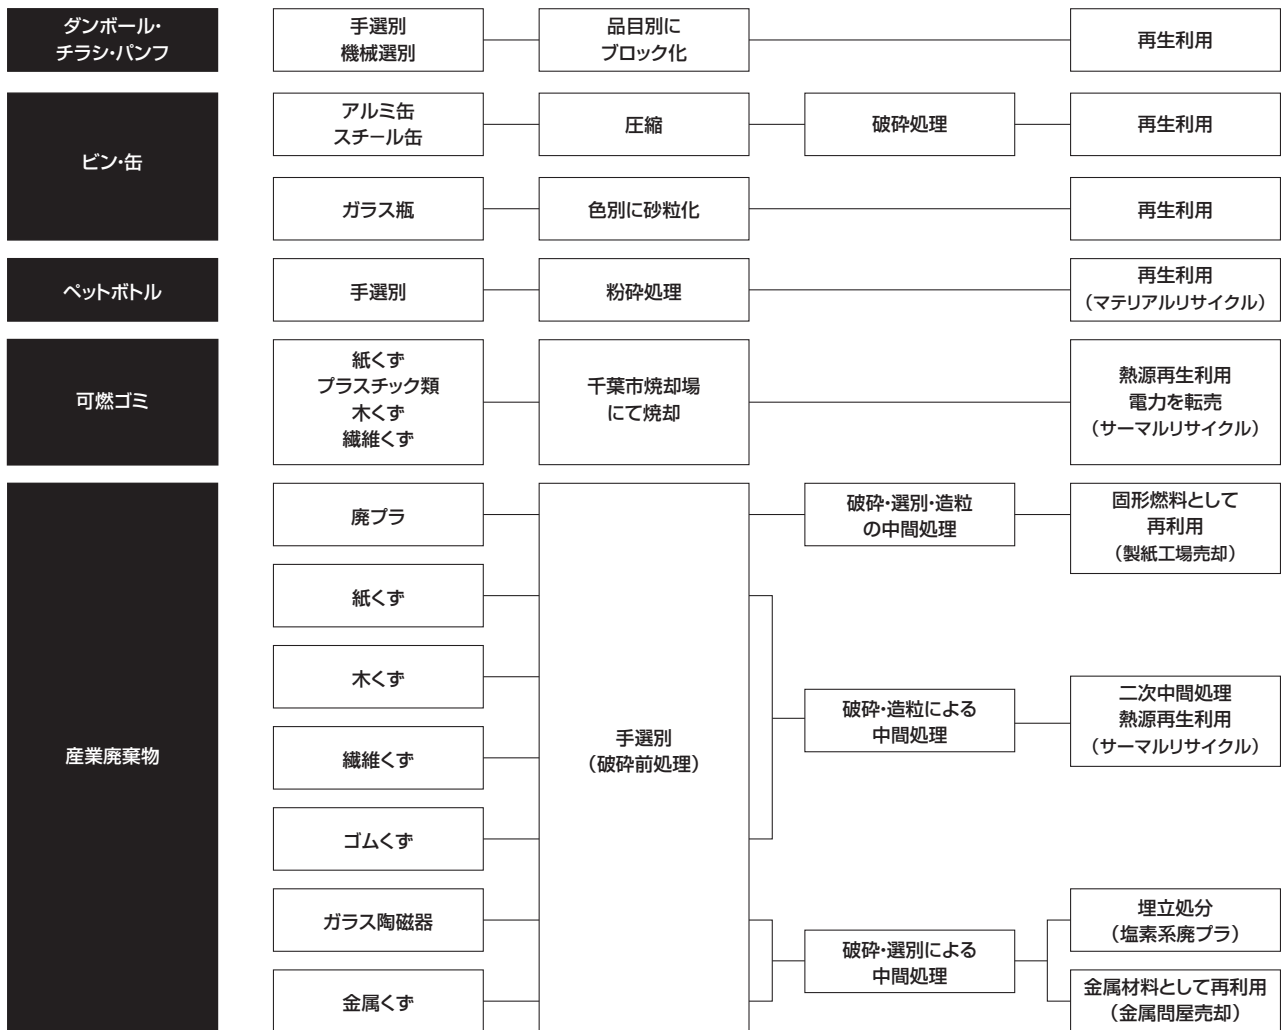 ダンボール・
チラシ・パンフ
手選別
機械選別
品目別に
ブロック化
再生利用
ビン・缶
アルミ缶
スチール缶
圧縮
破砕処理
再生利用
ガラス瓶
色別に砂粒化
再生利用
ペットボトル
手選別
粉砕処理
再生利用
（マテリアルリサイクル）
可燃ゴミ
紙くず
プラスチック類
木くず
繊維くず
千葉市焼却場
にて焼却
熱源再生利用
電力を転売
（サーマルリサイクル）
産業廃棄物
廃プラ
紙くず
木くず
繊維くず
ゴムくず
ガラス陶磁器
金属くず
手選別
（破砕前処理）
破砕・選別・造粒
の中間処理
固形燃料として
再利用
（製紙工場売却）
破砕・造粒による
中間処理
二次中間処理
熱源再生利用
（サーマルリサイクル）
破砕・選別による
中間処理
埋立処分
（塩素系廃プラ）
金属材料として再利用
（金属問屋売却）